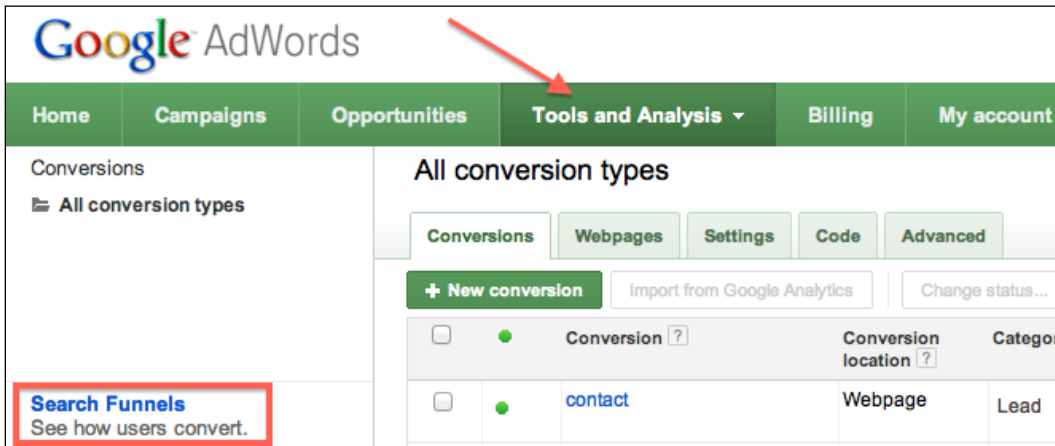 Google AdWords
Home Campaigns Opportunities Tools and Analysis Billing My account
Conversions
All conversion types
All conversion types
Conversions Webpages Settings Code Advanced
+ New conversion Import from Google Analytics Change status...
Conversion ? Conversion location ? Categor
contact Webpage Lead
Search Funnels
See how users convert.